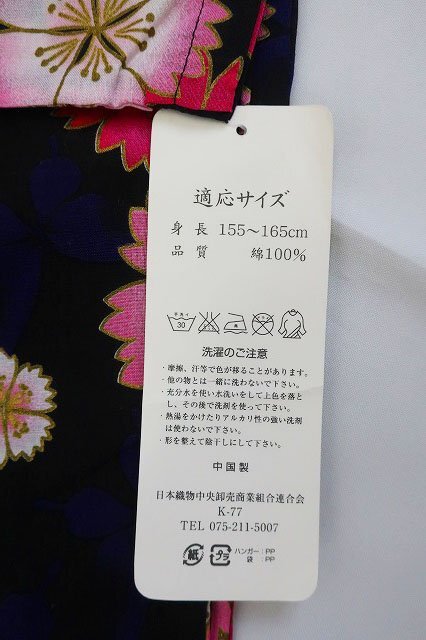 適応サイズ
身長 155～165cm
品質 綿100%
30
洗濯のご注意
・摩擦、汗等で色が移ることがあります。
・他の物とは一緒に洗わないで下さい。
・充分水を使い水洗いをして上色を落と
し、その後で洗剤を使って下さい。
・熱湯をかけたりアルカリ性の強い洗剤
は使わないで下さい。
・形を整えて陰干しにして下さい。
中国製
日本織物中央卸売商業組合連合会
K-77
TEL 075-211-5007
紙 プラ ハンガー:PP
袋:PP